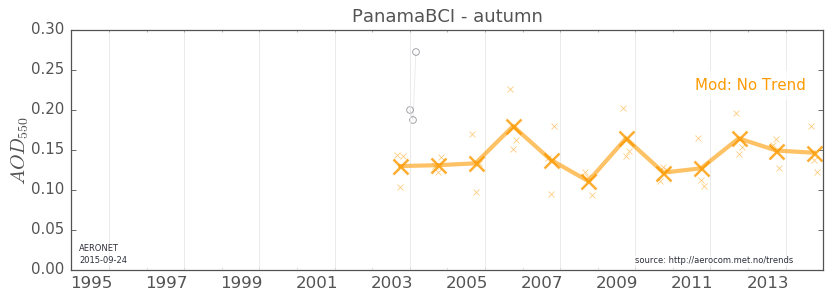 PanamaBCI - autumn
0.30
0.25
0.20
0.15
0.10
0.05
0.00
AOD550
Mod: No Trend
AERONET
2015-09-24
source: http://aerocom.met.no/trends
1995 1997 1999 2001 2003 2005 2007 2009 2011 2013